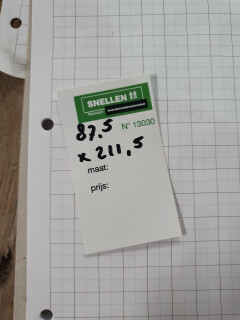 SNELLEN
87,5
N° 13030
x 211,5
maat:
prijs: